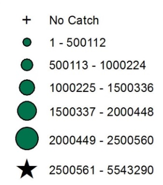 No Catch
1 - 500112
500113 - 1000224
1000225 - 1500336
1500337 - 2000448
2000449 - 2500560
2500561 - 5543290